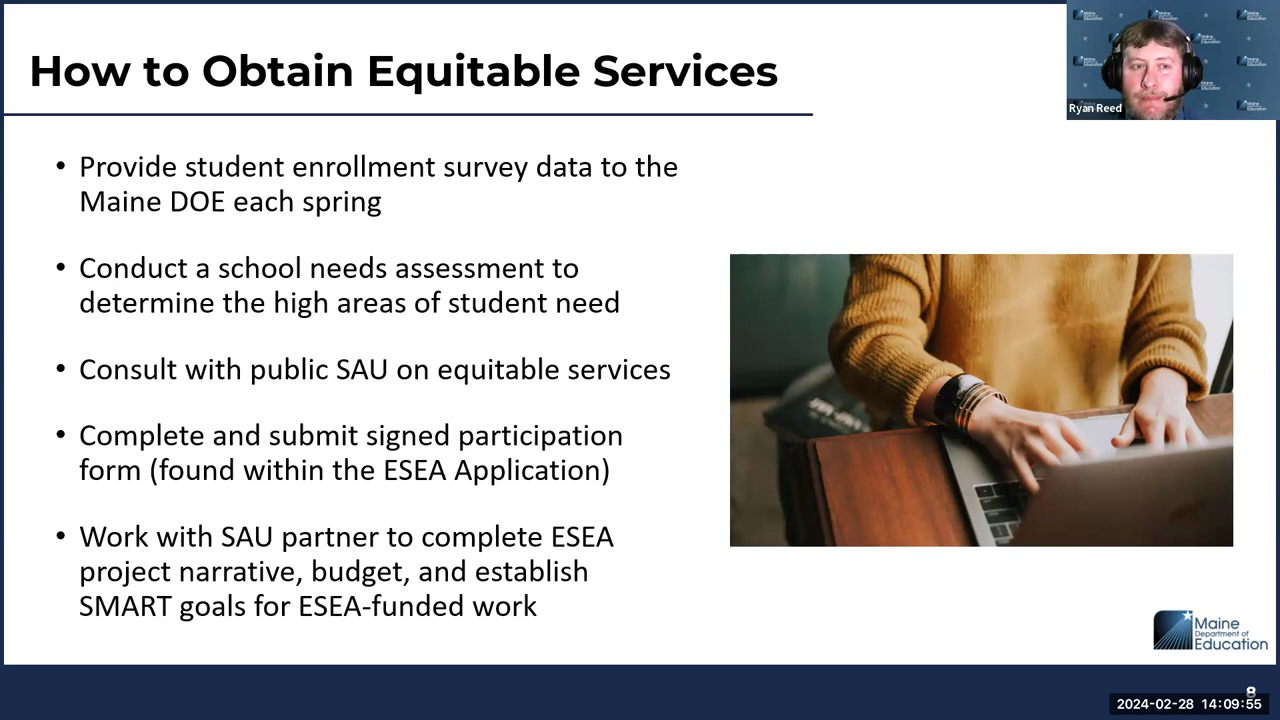 How to Obtain Equitable Services
• Provide student enrollment survey data to the
Maine DOE each spring
• Conduct a school needs assessment to
determine the high areas of student need
• Consult with public SAU on equitable services
• Complete and submit signed participation
form (found within the ESEA Application)
• Work with SAU partner to complete ESEA
project narrative, budget, and establish
SMART goals for ESEA-funded work
Ryan Reed
Maine
Department of
Education
8
2024-02-28 14:09:55